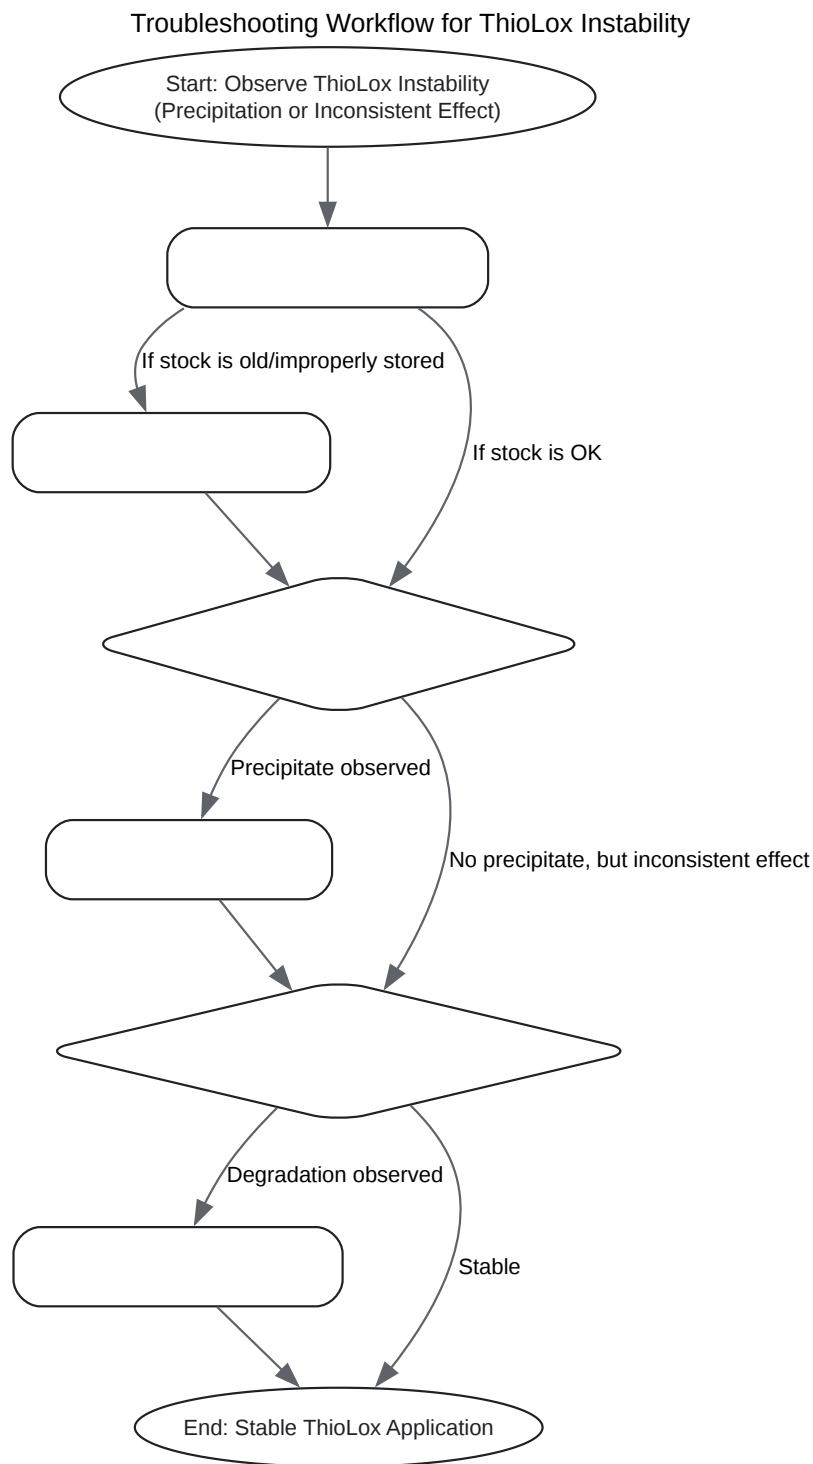 Troubleshooting Workflow for ThioLox Instability
Start: Observe ThioLox Instability
(Precipitation or Inconsistent Effect)
If stock is old/improperly stored
If stock is OK
Precipitate observed
No precipitate, but inconsistent effect
Degradation observed
Stable
End: Stable ThioLox Application